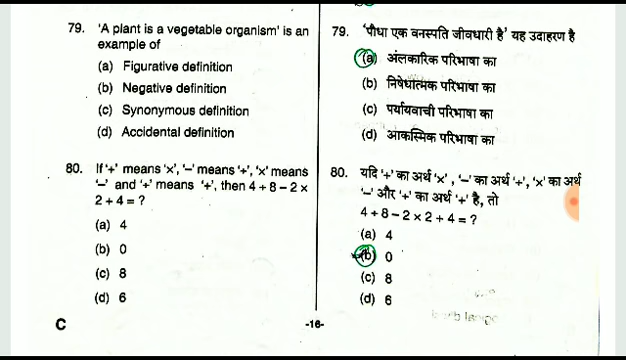 79. 'A plant is a vegetable organism' is an
example of
(a) Figurative definition
(b) Negative definition
(c) Synonymous definition
(d) Accidental definition
80. If '+' means 'x', '–' means '÷', 'x' means
'–' and '÷' means '+', then 4 ÷ 8 – 2 ×
2 + 4 = ?
(a) 4
(b) 0
(c) 8
(d) 6
C
79. 'पौधा एक वनस्पति जीवधारी है' यह उदाहरण है
(a) अंलकारिक परिभाषा का
(b) निषेधात्मक परिभाषा का
(c) पर्यायवाची परिभाषा का
(d) आकस्मिक परिभाषा का
80. यदि '+' का अर्थ 'x', '–' का अर्थ '÷', 'x' का अर्थ
'–' और '÷' का अर्थ '+' है, तो
4 ÷ 8 – 2 × 2 + 4 = ?
(a) 4
(b) 0
(c) 8
(d) 6
-16-